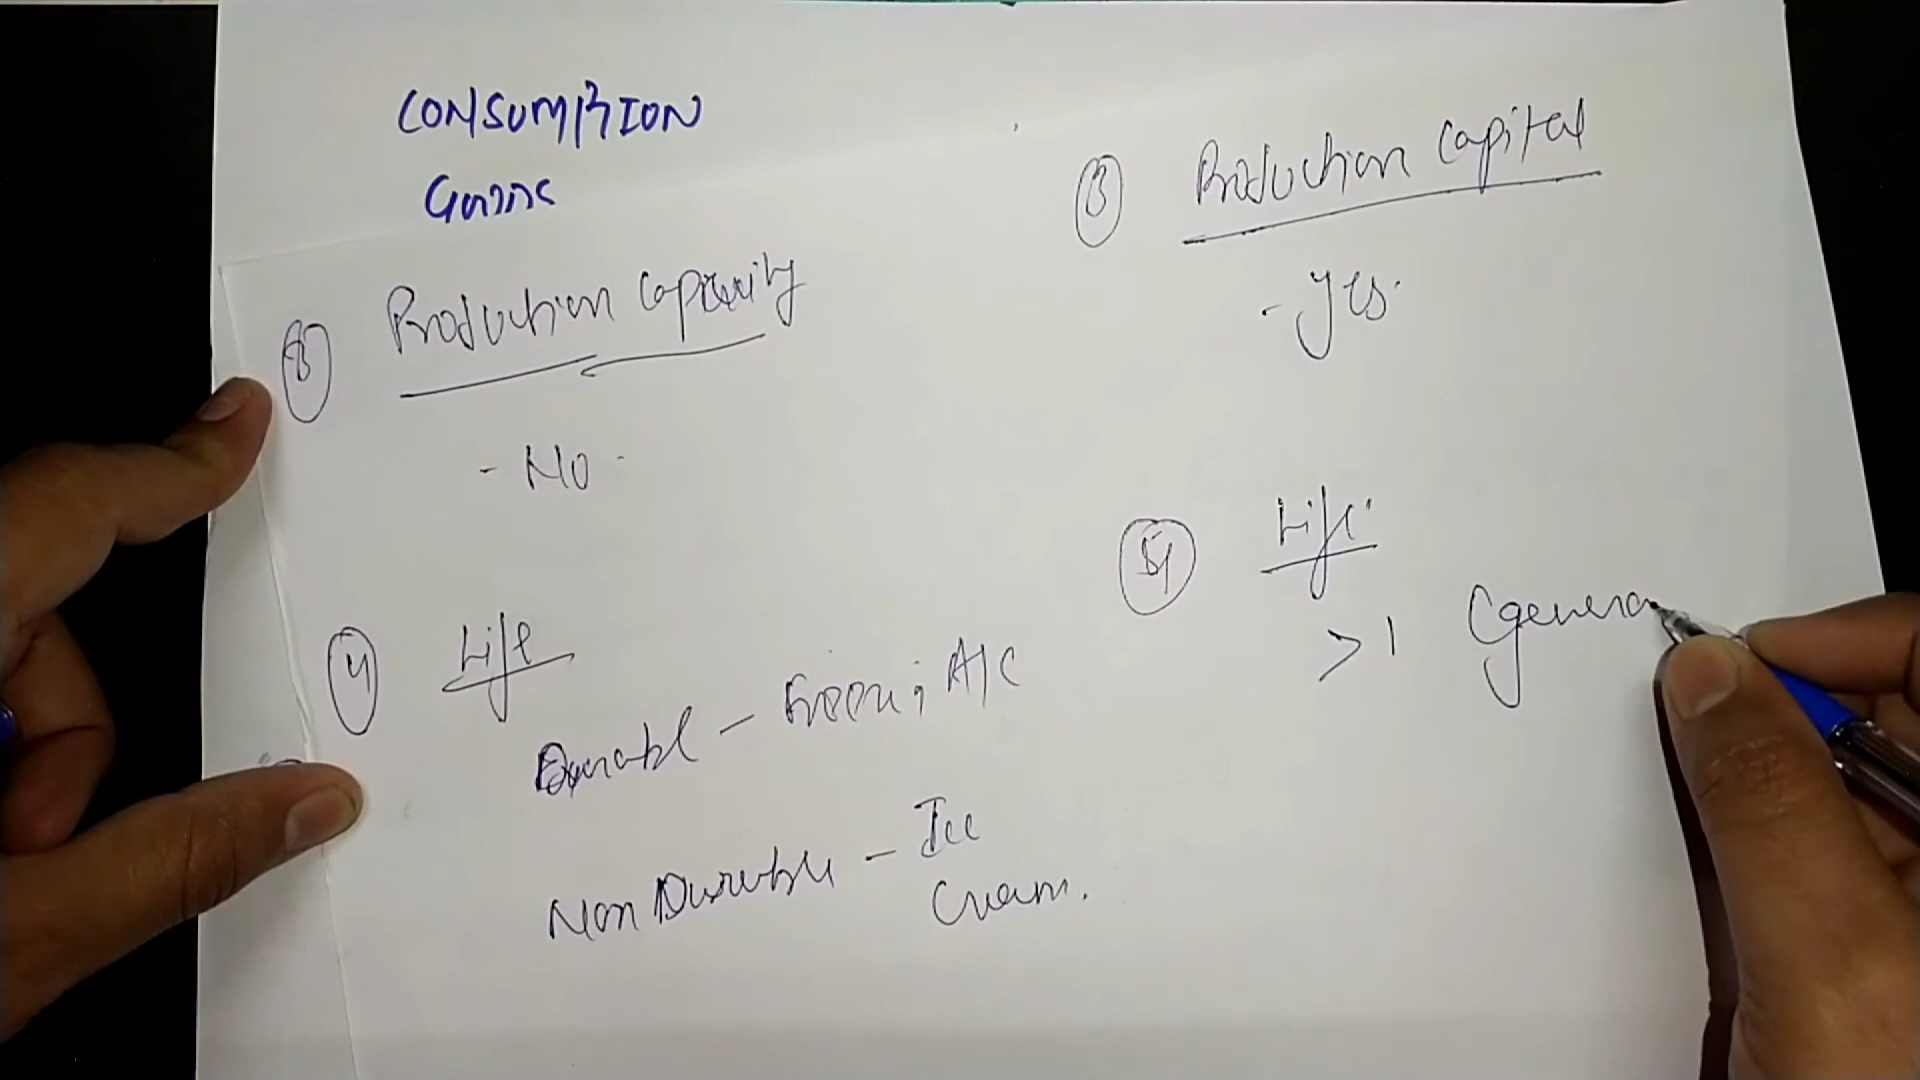 CONSUMPTION
Goods
③ Production Capacity
- No -
④ Life
Durabl - ; A/C
Non Durable - Ice
Cream.
③ Production Capital
- Yes.
④ Life
>1 (genera